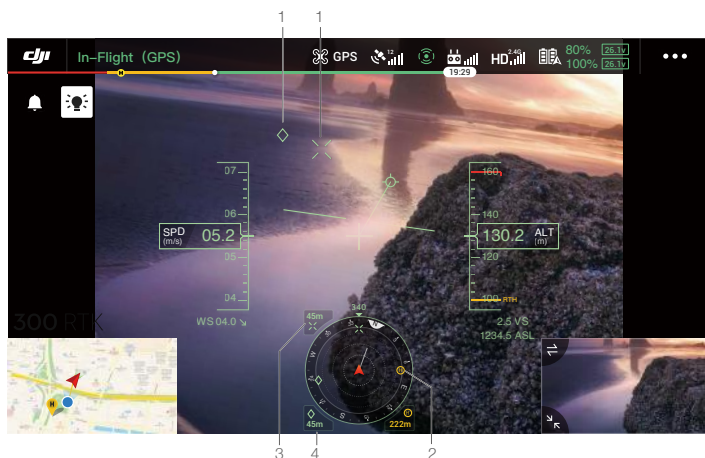 1 1
dji In-Flight (GPS) GPS 12 HD 2.4G 80% 26.1v
100% 26.1v
19:29
H
07
160
06
140
SPD
(m/s) 05.2
130.2 ALT
(m)
05
120
04
100 RTH
300 RTK
WS 04.0 ↘
45m
340
2.5 VS
1234.5 ASL
N
W
E
S
H
45m
222m
H
3 4 2